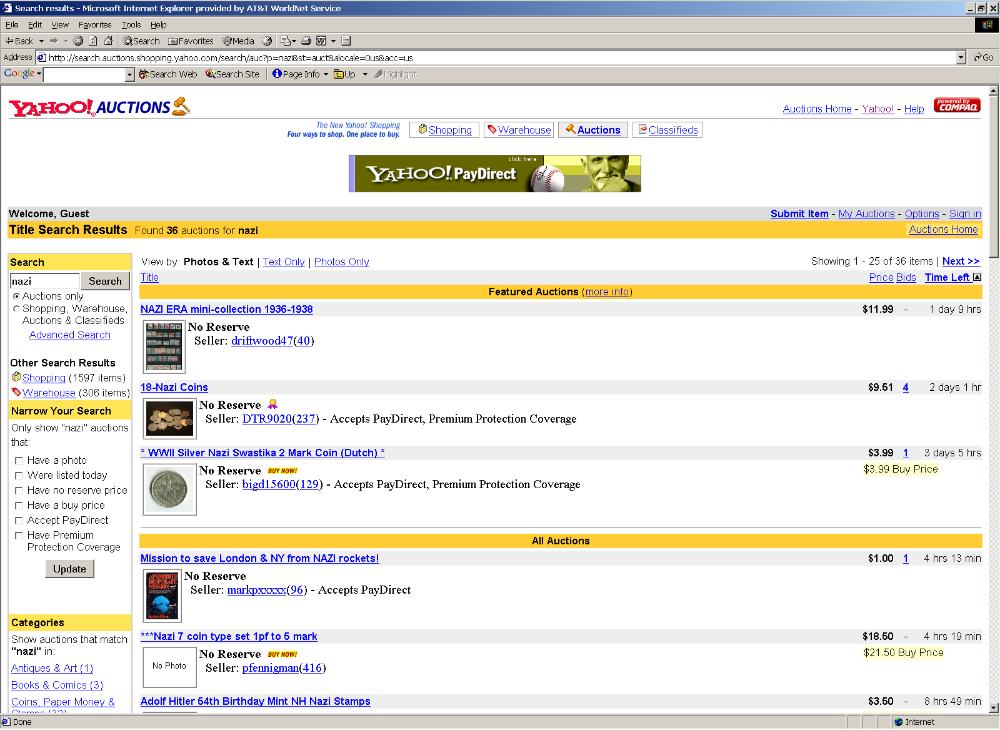 Search results - Microsoft Internet Explorer provided by AT&T WorldNet Service
File Edit View Favorites Tools Help
Back Search Favorites Media
Address http://search.auctions.shopping.yahoo.com/search/auc?p=nazi&st=auct&alocale=0us&acc=us Go
Google Search Web Search Site Page Info Up Highlight
YAHOO! AUCTIONS
Auctions Home - Yahoo! - Help powered by COMPAQ
The New Yahoo! Shopping
Four ways to shop. One place to buy.
Shopping Warehouse Auctions Classifieds
click here
YAHOO! PayDirect
Welcome, Guest Submit Item - My Auctions - Options - Sign in
Title Search Results Found 36 auctions for nazi Auctions Home
Search
nazi Search
Auctions only
Shopping, Warehouse,
Auctions & Classifieds
Advanced Search
Other Search Results
Shopping (1597 items)
Warehouse (306 items)
Narrow Your Search
Only show "nazi" auctions
that:
Have a photo
Were listed today
Have no reserve price
Have a buy price
Accept PayDirect
Have Premium
Protection Coverage
Update
Categories
Show auctions that match
"nazi" in:
Antiques & Art (1)
Books & Comics (3)
Coins, Paper Money &
Stamps (32)
View by: Photos & Text | Text Only | Photos Only Showing 1 - 25 of 36 items | Next >>
Title Price Bids Time Left
Featured Auctions (more info)
NAZI ERA mini-collection 1936-1938 $11.99 - 1 day 9 hrs
No Reserve
Seller: driftwood47(40)
18-Nazi Coins $9.51 4 2 days 1 hr
No Reserve
Seller: DTR9020(237) - Accepts PayDirect, Premium Protection Coverage
* WWII Silver Nazi Swastika 2 Mark Coin (Dutch) * $3.99 1 3 days 5 hrs
No Reserve BUY NOW! $3.99 Buy Price
Seller: bigd15600(129) - Accepts PayDirect, Premium Protection Coverage
All Auctions
Mission to save London & NY from NAZI rockets! $1.00 1 4 hrs 13 min
APHRODITE
DESPERATE
MISSION
by Jack Olsen
No Reserve
Seller: markpxxxxx(96) - Accepts PayDirect
***Nazi 7 coin type set 1pf to 5 mark $18.50 - 4 hrs 19 min
No Photo
No Reserve BUY NOW! $21.50 Buy Price
Seller: pfennigman(416)
Adolf Hitler 54th Birthday Mint NH Nazi Stamps $3.50 - 8 hrs 49 min
Done Internet